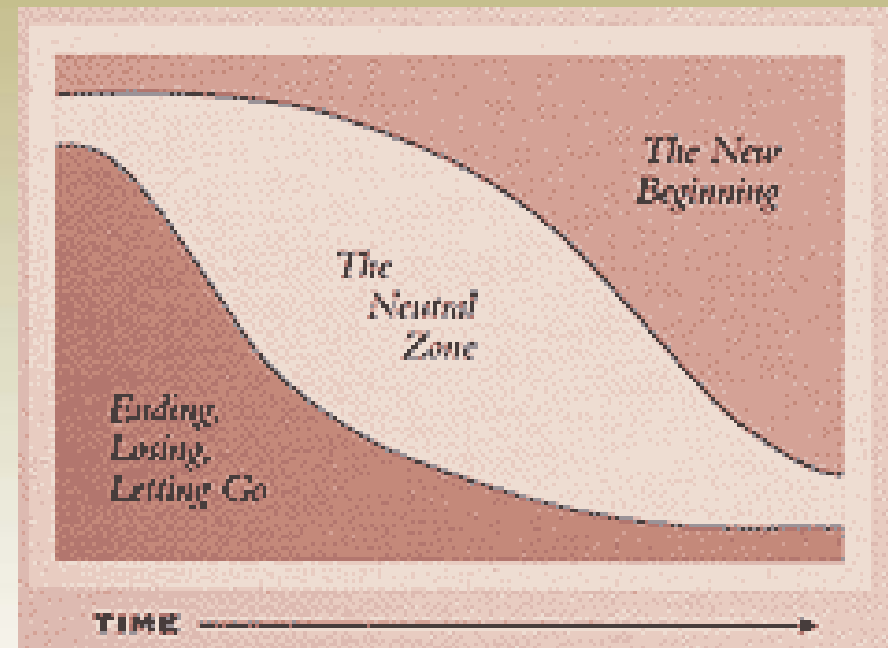 The New
Beginning
The
Neutral
Zone
Ending,
Losing,
Letting Go
TIME